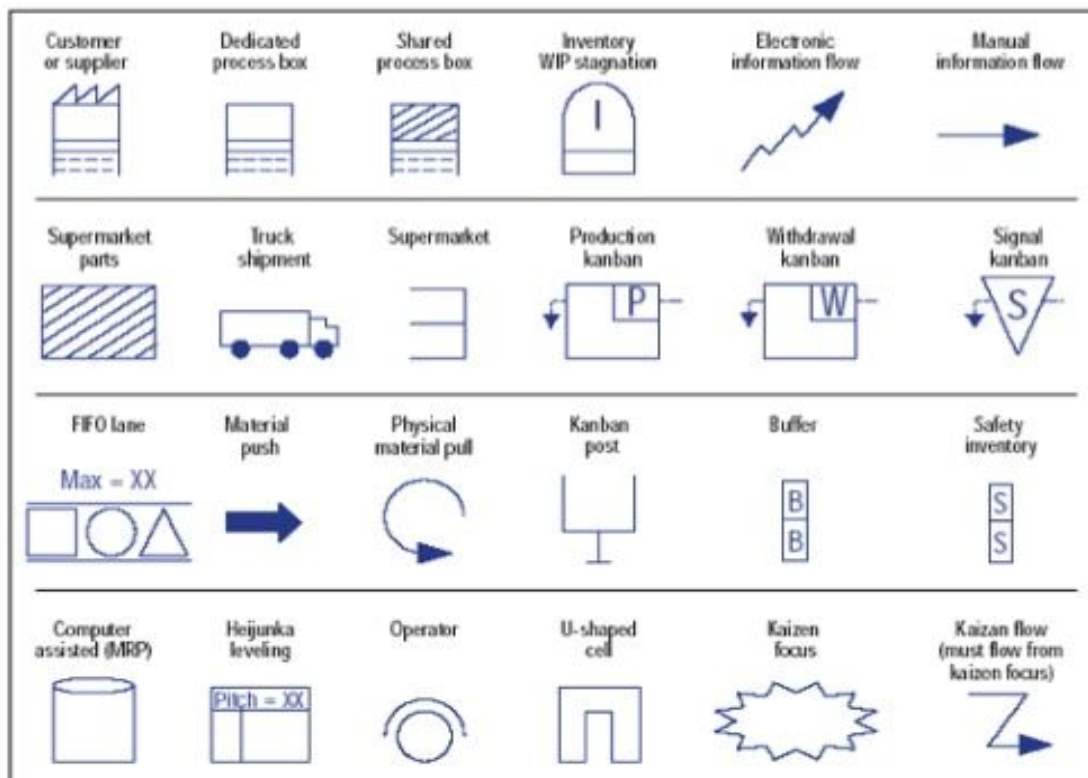 Customer
or supplier
Dedicated
process box
Shared
process box
Inventory
WIP stagnation
Electronic
information flow
Manual
information flow
I
Supermarket
parts
Truck
shipment
Supermarket
Production
kanban
Withdrawal
kanban
Signal
kanban
P
W
S
FIFO lane
Material
push
Physical
material pull
Kanban
post
Buffer
Safety
inventory
Max = XX
B
B
S
S
Computer
assisted (MRP)
Heijunka
leveling
Operator
U-shaped
cell
Kaizen
focus
Kaizan flow
(must flow from
kaizen focus)
Pitch = XX